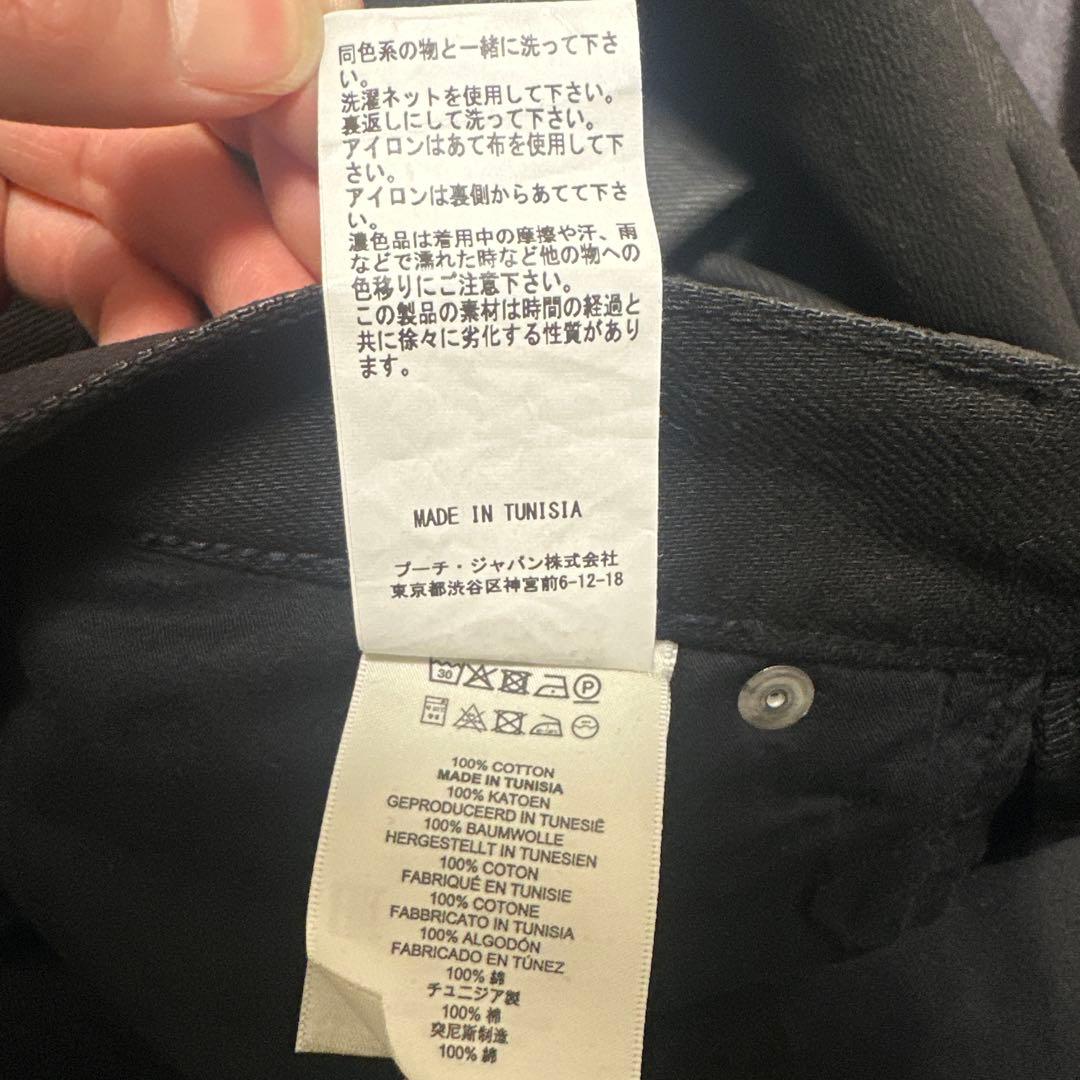 同色系の物と一緒に洗って下さ
い。
洗濯ネットを使用して下さい。
裏返しにして洗って下さい。
アイロンはあて布を使用して下
さい。
アイロンは裏側からあてて下さ
い。
濃色品は着用中の摩擦や汗、雨
などで濡れた時など他の物への
色移りにご注意下さい。
この製品の素材は時間の経過と
共に徐々に劣化する性質があり
ます。
MADE IN TUNISIA
プーチ・ジャパン株式会社
東京都渋谷区神宮前6-12-18
30 P
100% COTTON
MADE IN TUNISIA
100% KATOEN
GEPRODUCEERD IN TUNESIË
100% BAUMWOLLE
HERGESTELLT IN TUNESIEN
100% COTON
FABRIQUÉ EN TUNISIE
100% COTONE
FABBRICATO IN TUNISIA
100% ALGODÓN
FABRICADO EN TÚNEZ
100% 綿
チュニジア製
100% 棉
突尼斯制造
100% 綿